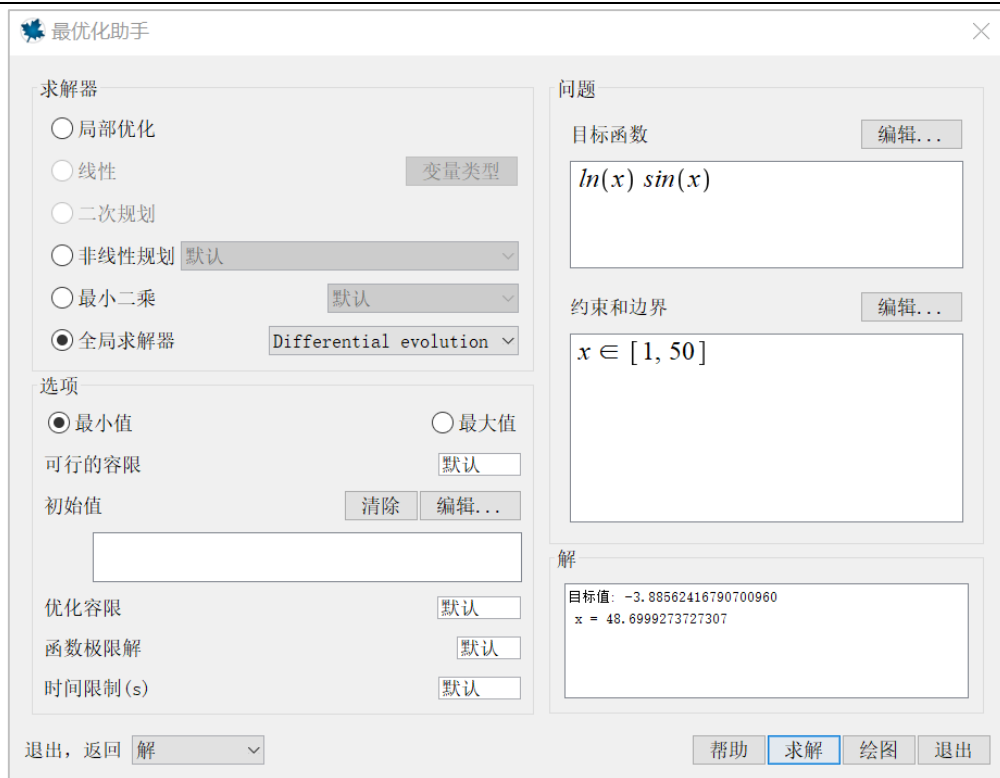 最优化助手
求解器
局部优化
线性
变量类型
二次规划
非线性规划 默认
最小二乘
默认
全局求解器
Differential evolution
选项
最小值
最大值
可行的容限
默认
初始值
清除
编辑...
优化容限
默认
函数极限解
默认
时间限制(s)
默认
问题
目标函数
编辑...
ln(x) sin(x)
约束和边界
编辑...
x ∈ [1, 50]
解
目标值: -3.88562416790700960
x = 48.6999273727307
退出，返回 解
帮助
求解
绘图
退出